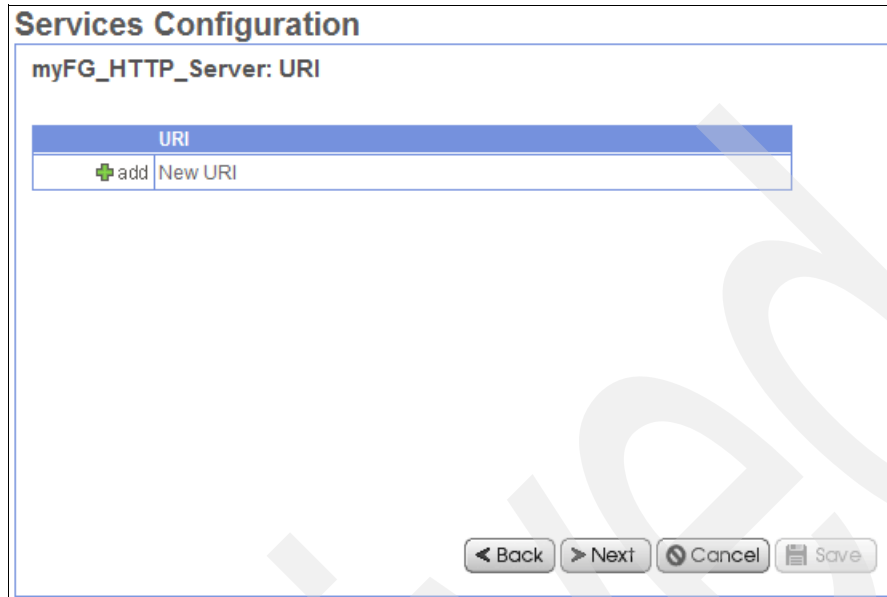 Services Configuration
myFG_HTTP_Server: URI
URI
add New URI
Back Next Cancel Save